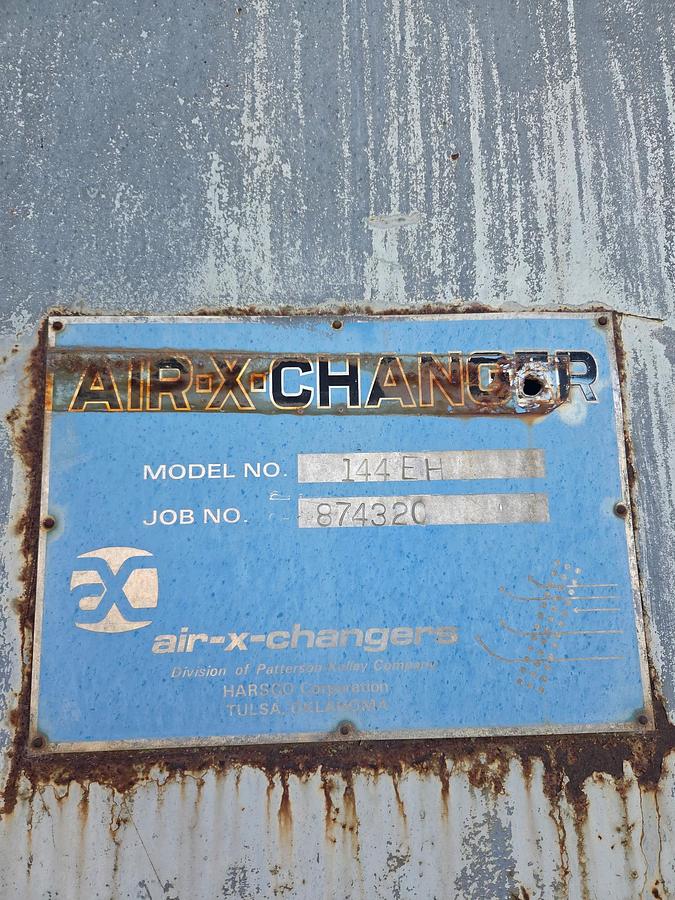 AIR-X-CHANGER
MODEL NO. 144 EH
JOB NO. 874320
aX
air-x-changers
Division of Patterson Kelley Company
HARSCO Corporation
TULSA, OKLAHOMA